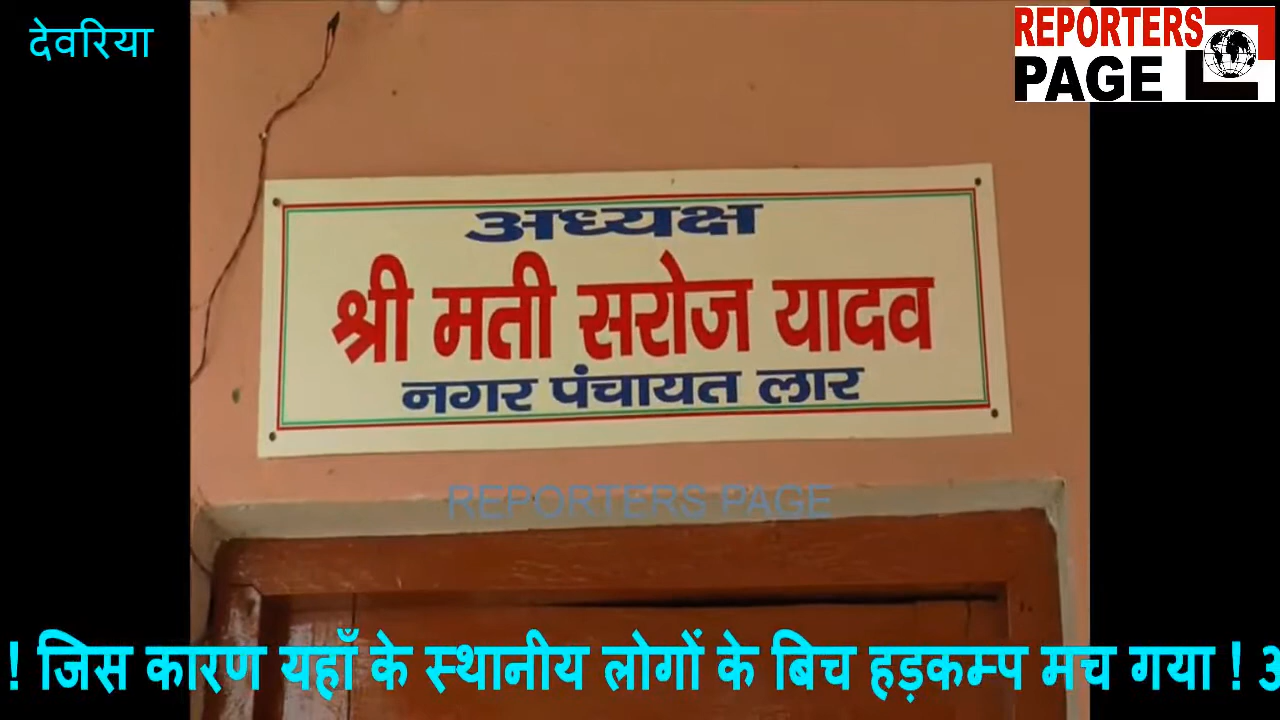 देवरिया
REPORTERS
PAGE
अध्यक्ष
श्री मती सरोज यादव
नगर पंचायत लार
REPORTERS PAGE
! जिस कारण यहाँ के स्थानीय लोगों के बिच हड़कम्प मच गया !